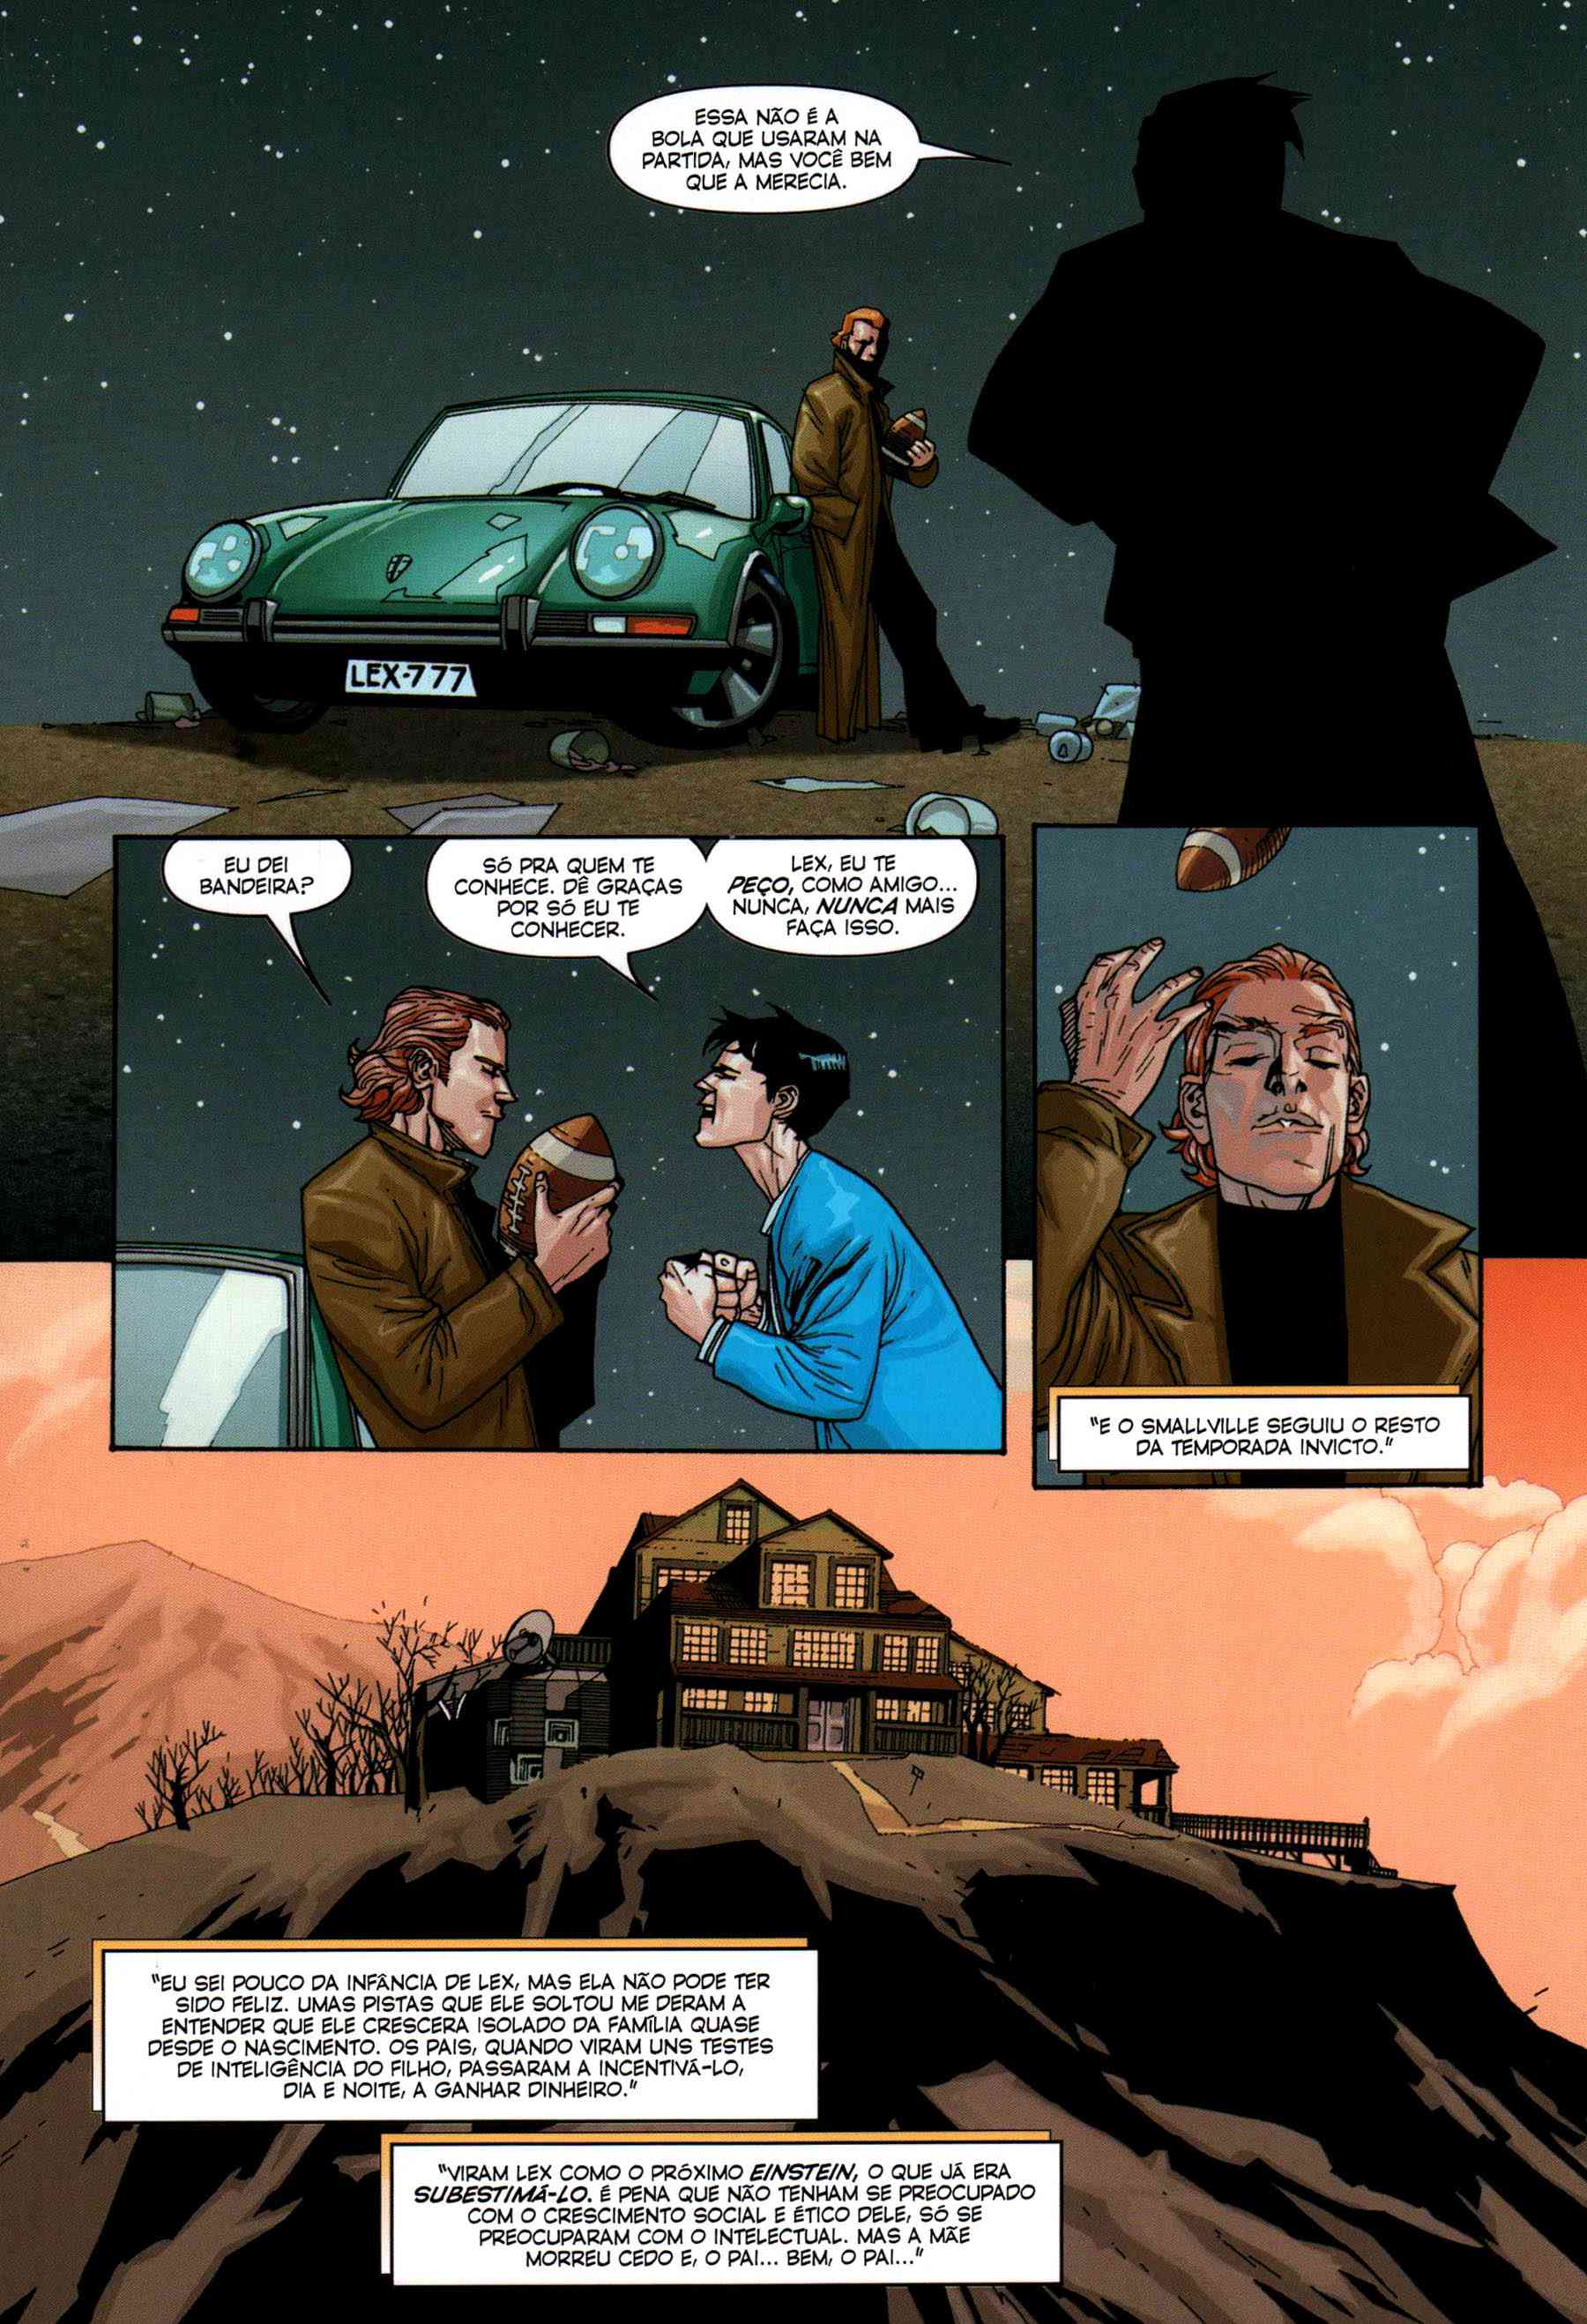 ESSA NÃO É A
BOLA QUE USARAM NA
PARTIDA, MAS VOCÊ BEM
QUE A MERECIA.
LEX-777
EU DEI
BANDEIRA?
SÓ PRA QUEM TE
CONHECE. DÊ GRAÇAS
POR SÓ EU TE
CONHECER.
LEX, EU TE
PEÇO, COMO AMIGO...
NUNCA, NUNCA MAIS
FAÇA ISSO.
"E O SMALLVILLE SEGUIU O RESTO
DA TEMPORADA INVICTO."
"EU SEI POUCO DA INFÂNCIA DE LEX, MAS ELA NÃO PODE TER
SIDO FELIZ. UMAS PISTAS QUE ELE SOLTOU ME DERAM A
ENTENDER QUE ELE CRESCERA ISOLADO DA FAMÍLIA QUASE
DESDE O NASCIMENTO. OS PAIS, QUANDO VIRAM UNS TESTES
DE INTELIGÊNCIA DO FILHO, PASSARAM A INCENTIVÁ-LO,
DIA E NOITE, A GANHAR DINHEIRO."
"VIRAM LEX COMO O PRÓXIMO EINSTEIN, O QUE JÁ ERA
SUBESTIMÁ-LO. É PENA QUE NÃO TENHAM SE PREOCUPADO
COM O CRESCIMENTO SOCIAL E ÉTICO DELE, SÓ SE
PREOCUPARAM COM O INTELECTUAL. MAS A MÃE
MORREU CEDO E, O PAI... BEM, O PAI..."